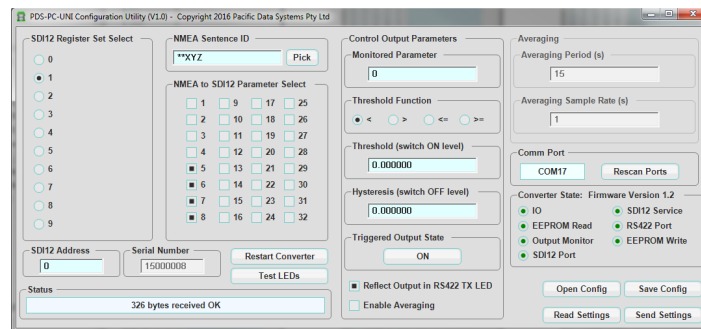 PDS-PC-UNI Configuration Utility (V1.0) - Copyright 2016 Pacific Data Systems Pty Ltd
SDI12 Register Set Select
0
1
2
3
4
5
6
7
8
9
NMEA Sentence ID
**XYZ
Pick
NMEA to SDI12 Parameter Select
1 9 17 25
2 10 18 26
3 11 19 27
4 12 20 28
5 13 21 29
6 14 22 30
7 15 23 31
8 16 24 32
SDI12 Address
0
Serial Number
15000008
Restart Converter
Test LEDs
Status
326 bytes received OK
Control Output Parameters
Monitored Parameter
0
Threshold Function
< > <= >=
Threshold (switch ON level)
0.000000
Hysteresis (switch OFF level)
0.000000
Triggered Output State
ON
Reflect Output in RS422 TX LED
Enable Averaging
Averaging
Averaging Period (s)
15
Averaging Sample Rate (s)
1
Comm Port
COM17
Rescan Ports
Converter State: Firmware Version 1.2
IO SDI12 Service
EEPROM Read RS422 Port
Output Monitor EEPROM Write
SDI12 Port
Open Config Save Config
Read Settings Send Settings